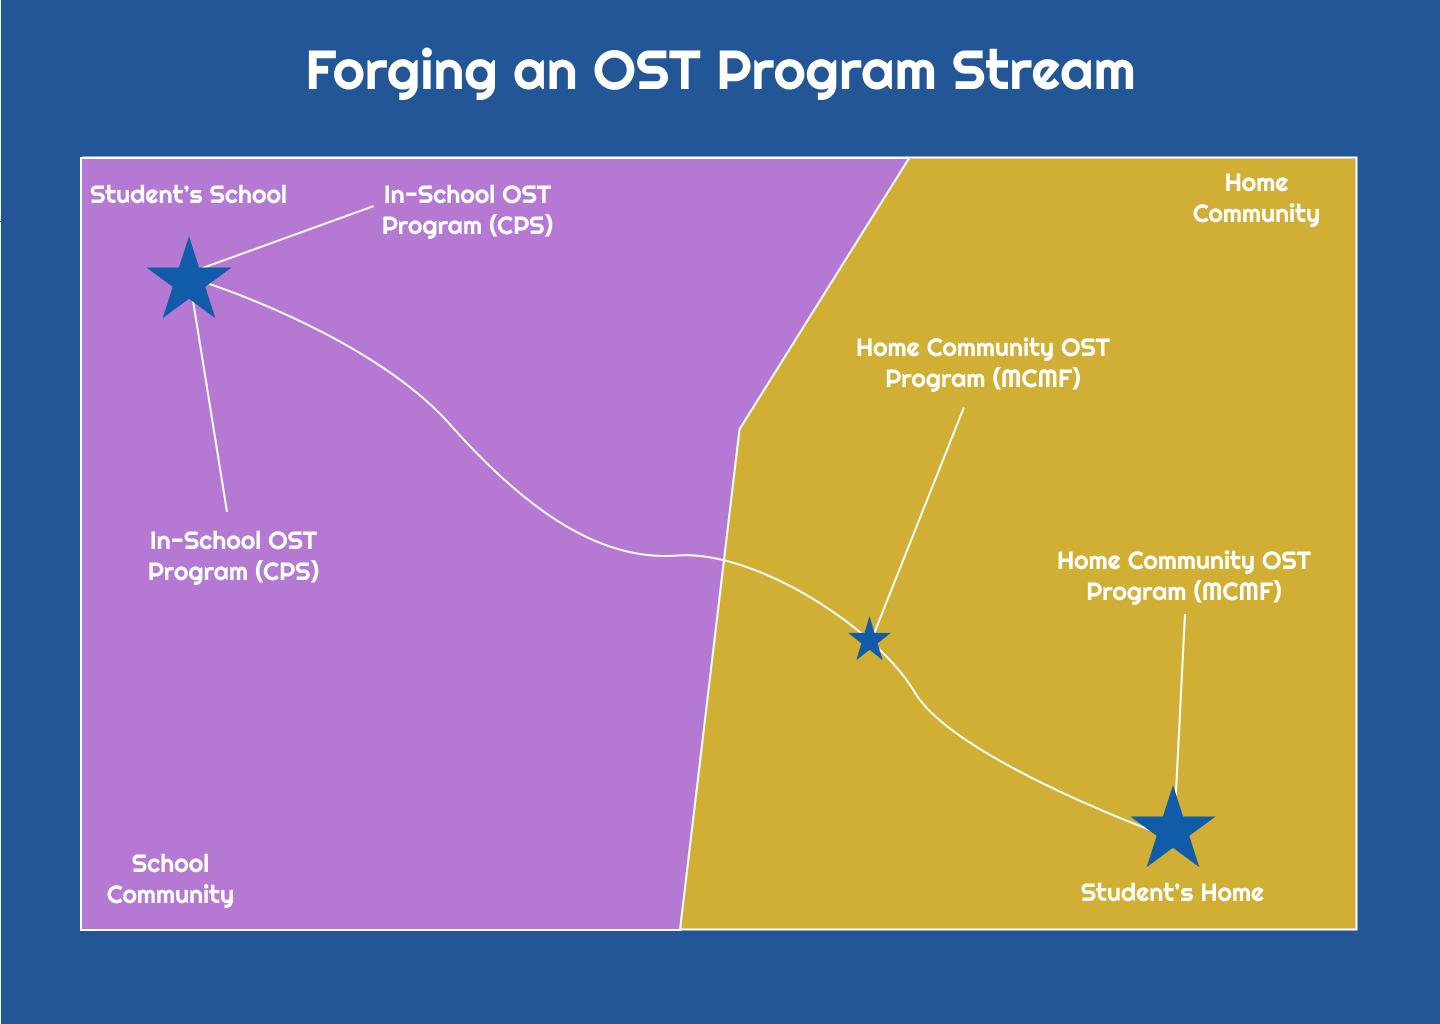 Forging an OST Program Stream
Student's School
In-School OST
Program (CPS)
Home
Community
Home Community OST
Program (MCMF)
In-School OST
Program (CPS)
Home Community OST
Program (MCMF)
School
Community
Student's Home